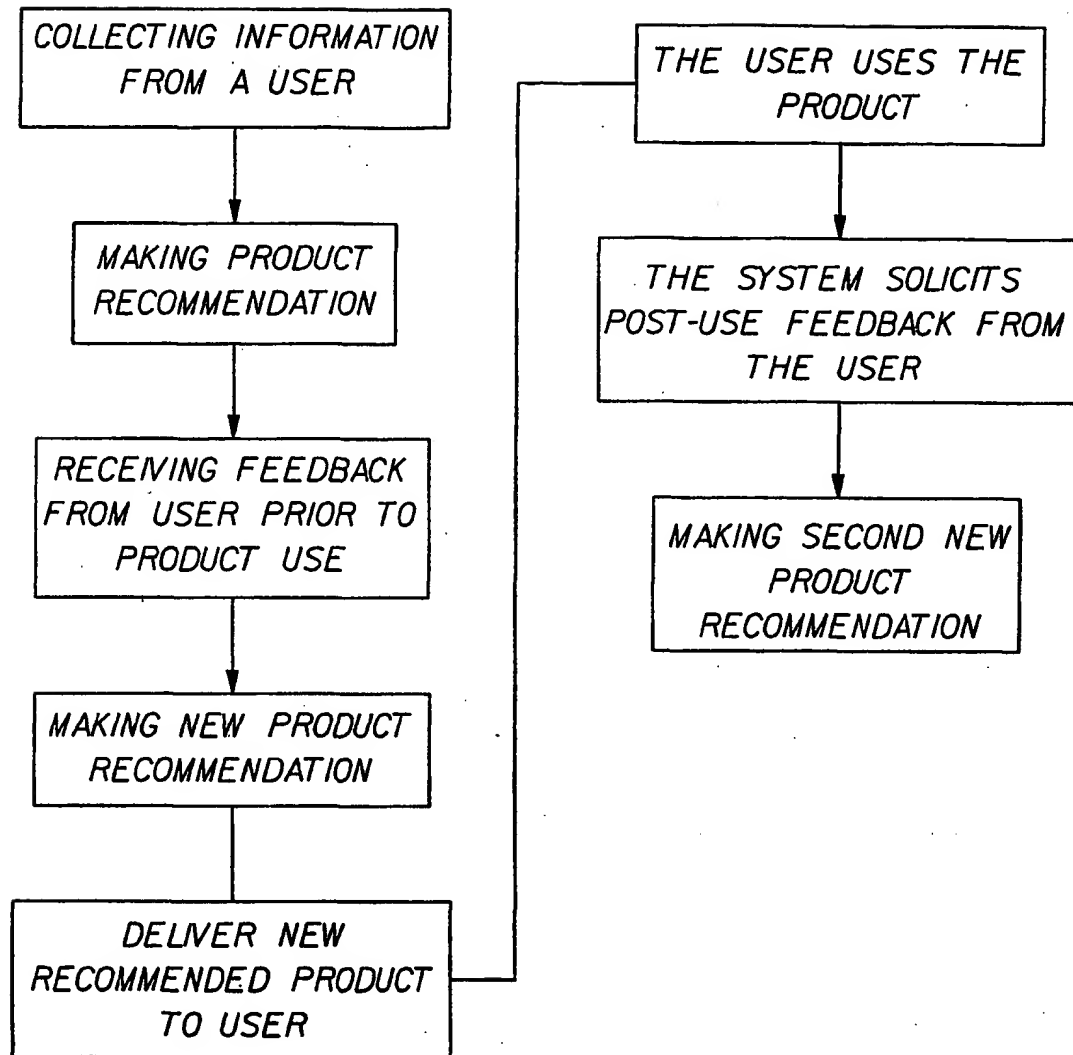 COLLECTING INFORMATION
FROM A USER
MAKING PRODUCT
RECOMMENDATION
RECEIVING FEEDBACK
FROM USER PRIOR TO
PRODUCT USE
MAKING NEW PRODUCT
RECOMMENDATION
DELIVER NEW
RECOMMENDED PRODUCT
TO USER
THE USER USES THE
PRODUCT
THE SYSTEM SOLICITS
POST-USE FEEDBACK FROM
THE USER
MAKING SECOND NEW
PRODUCT
RECOMMENDATION